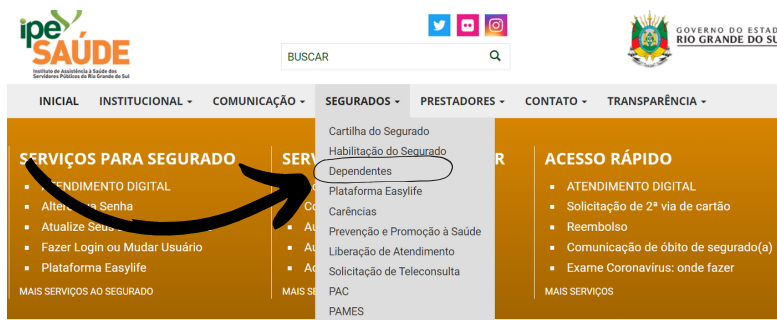 ipe
SAÚDE
Instituto de Assistência à Saúde dos
Servidores Públicos do Rio Grande do Sul
BUSCAR
GOVERNO DO ESTAD
RIO GRANDE DO SU
INICIAL INSTITUCIONAL COMUNICAÇÃO SEGURADOS PRESTADORES CONTATO TRANSPARÊNCIA
Cartilha do Segurado
Habilitação do Segurado
Dependentes
Plataforma Easylife
Carências
Prevenção e Promoção à Saúde
Liberação de Atendimento
Solicitação de Teleconsulta
PAC
PAMES
SERVIÇOS PARA SEGURADO
ATENDIMENTO DIGITAL
Senha
Atualize
Fazer Login ou Mudar Usuário
Plataforma Easylife
MAIS SERVIÇOS AO SEGURADO
SERV R
MAIS SE
ACESSO RÁPIDO
ATENDIMENTO DIGITAL
Solicitação de 2ª via de cartão
Reembolso
Comunicação de óbito de segurado(a)
Exame Coronavírus: onde fazer
MAIS SERVIÇOS